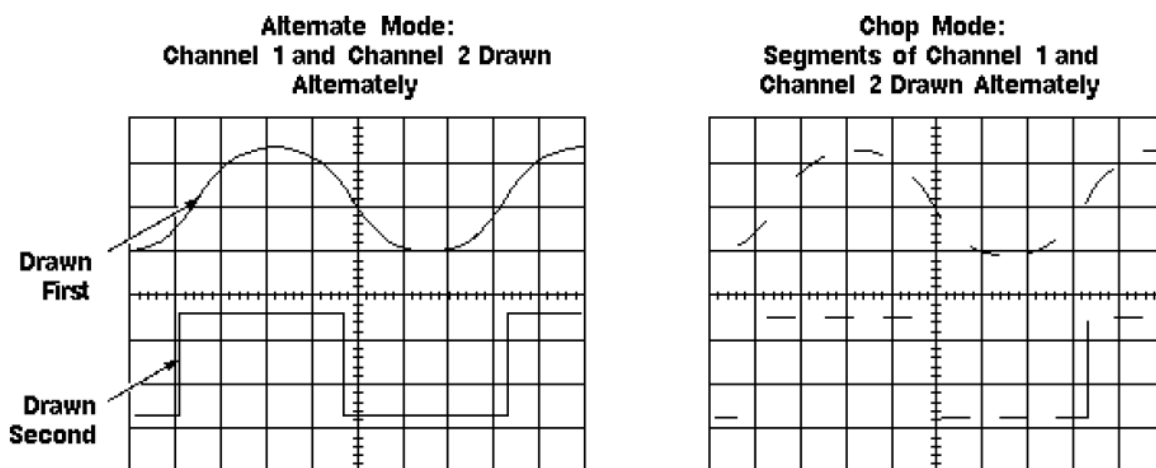 Alternate Mode:
Channel 1 and Channel 2 Drawn
Alternately
Chop Mode:
Segments of Channel 1 and
Channel 2 Drawn Alternately
Drawn
First
Drawn
Second